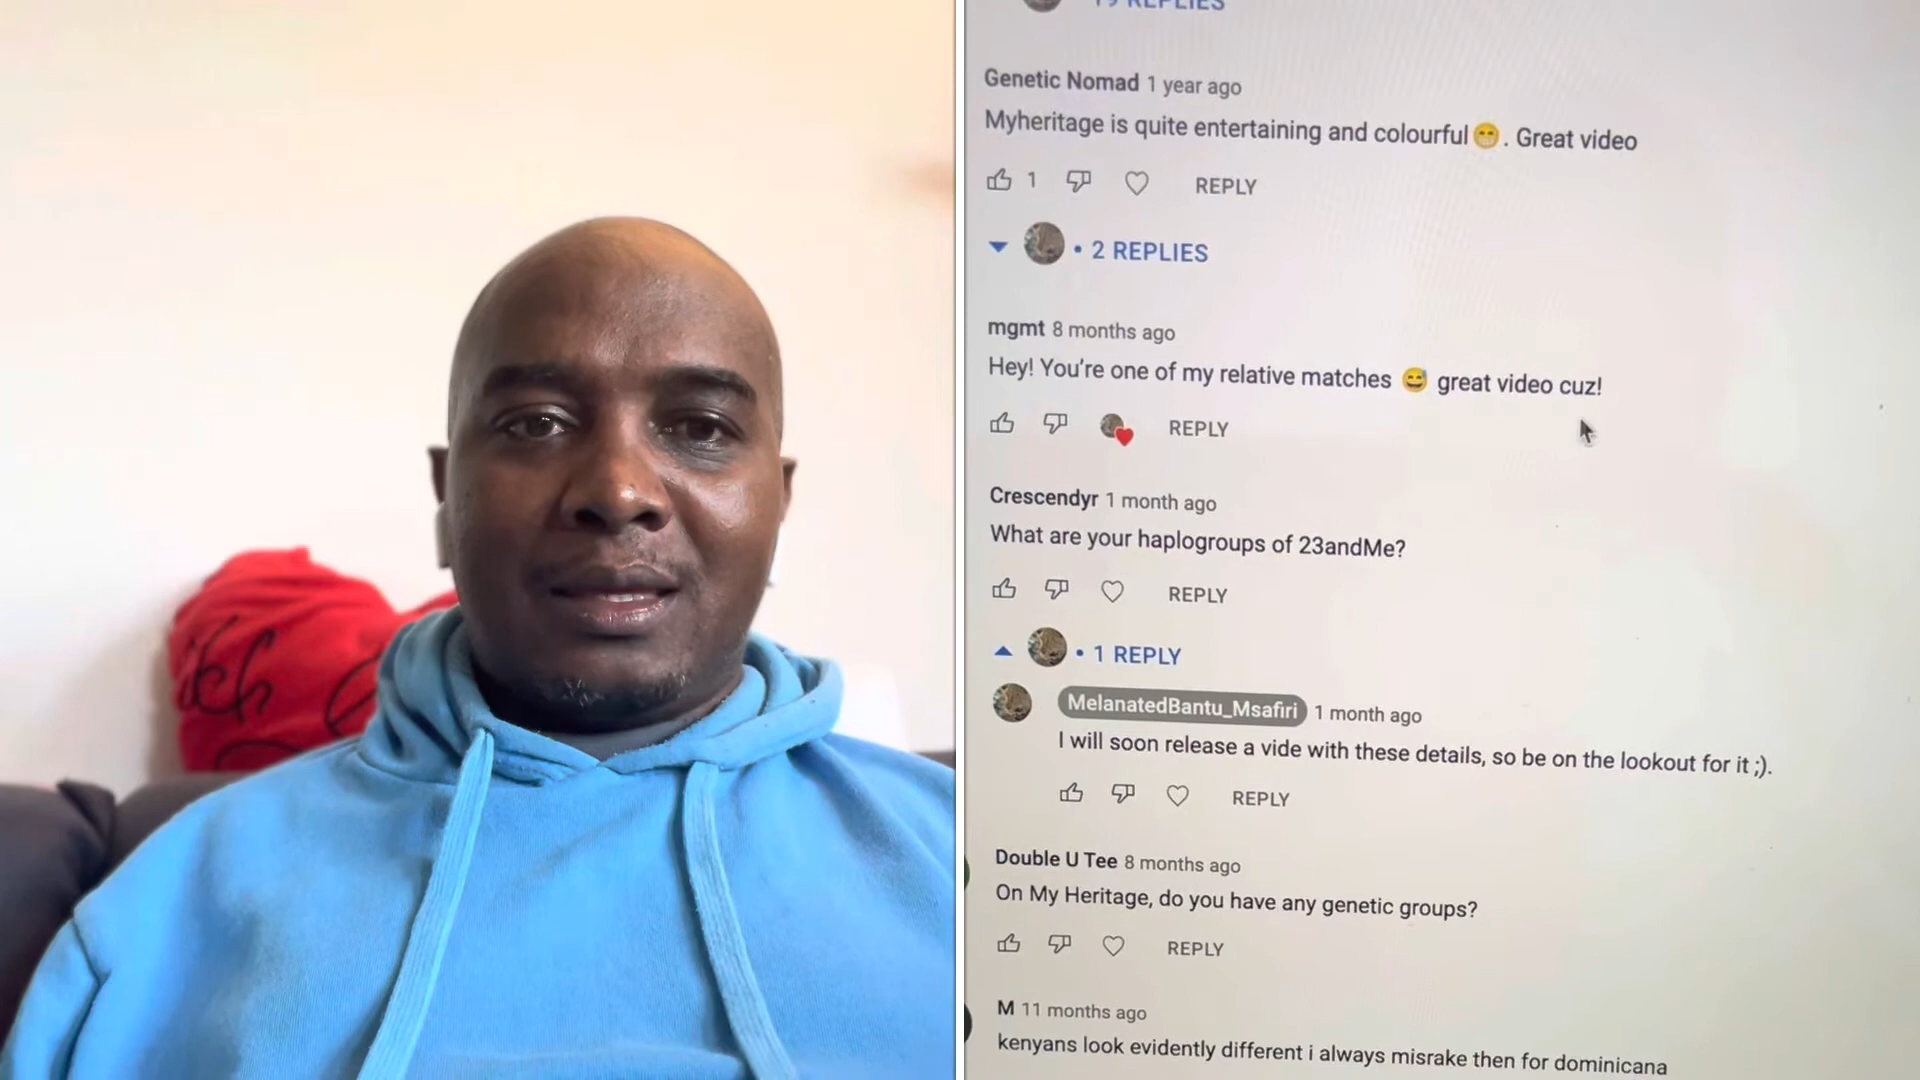 19 REPLIES
Genetic Nomad 1 year ago
Myheritage is quite entertaining and colourful😁. Great video
1 REPLY
• 2 REPLIES
mgmt 8 months ago
Hey! You're one of my relative matches 😅 great video cuz!
REPLY
Crescendyr 1 month ago
What are your haplogroups of 23andMe?
REPLY
• 1 REPLY
MelanatedBantu_Msafiri 1 month ago
I will soon release a vide with these details, so be on the lookout for it ;).
REPLY
Double U Tee 8 months ago
On My Heritage, do you have any genetic groups?
REPLY
M 11 months ago
kenyans look evidently different i always misrake then for dominicana